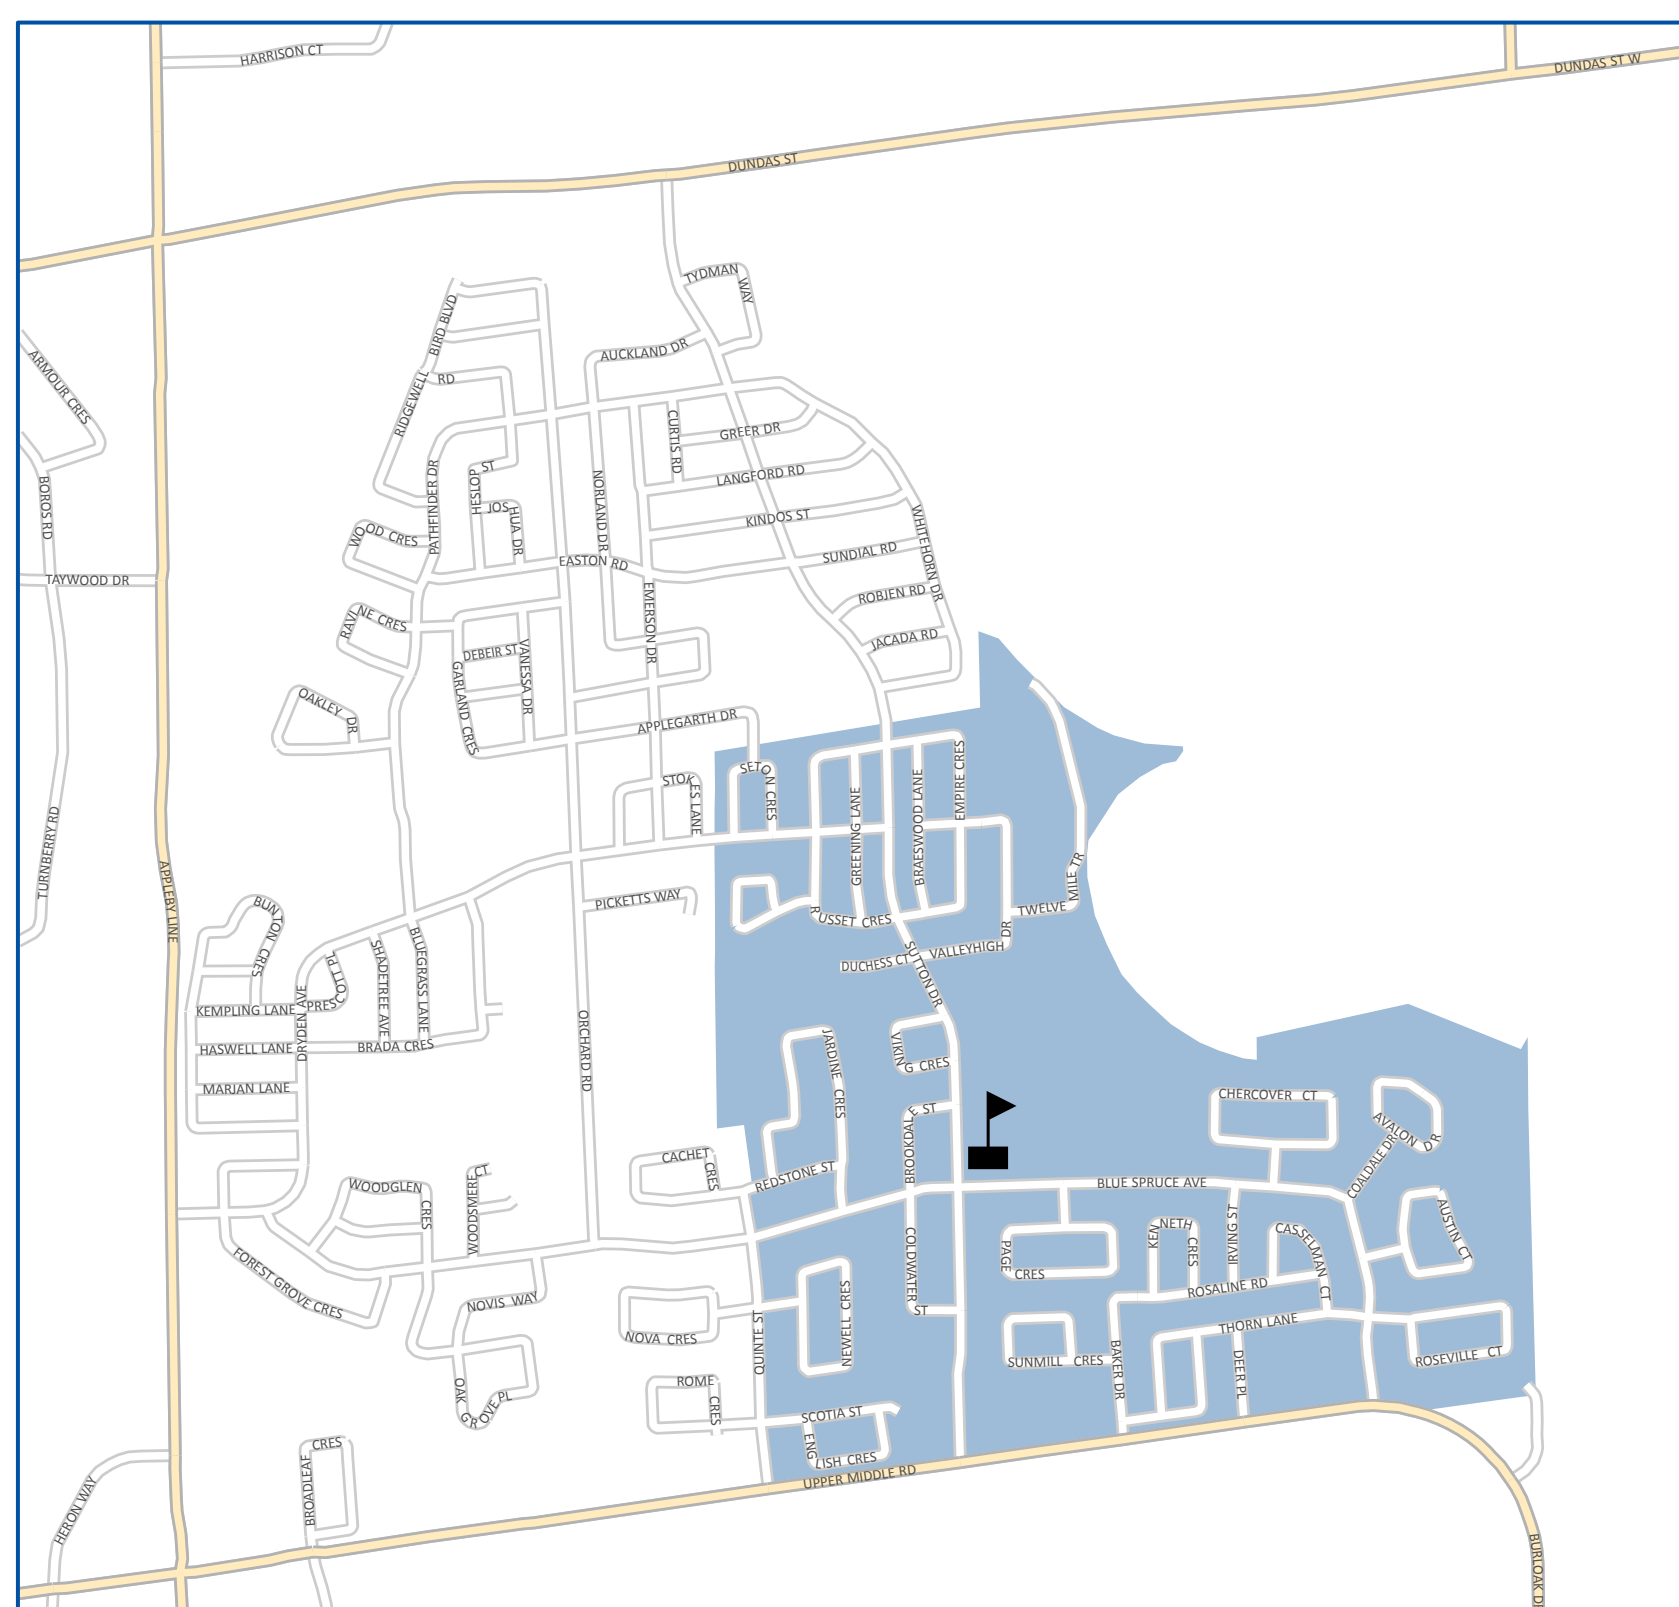 HARRISON CT
DUNDAS ST W
DUNDAS ST
TYDMAN WAY
BIRD BLVD
AUCKLAND DR
ARMOUR CRES
RIDGEWELL RD
CURTIS RD
GREER DR
LANGFORD RD
PATHFINDER DR
HESLOP ST
NORLAND DR
BOROS RD
JOSHUA DR
KINDOS ST
WHITEHORN DR
WOOD CRES
SUNDIAL RD
EASTON RD
TAYWOOD DR
EMERSON DR
ROBJEN RD
RAVINE CRES
JACADA RD
DEBEIR ST
VANESSA DR
GARLAND CRES
OAKLEY DR
APPLEGARTH DR
STOKES LANE
SETON CRES
GREENING LANE
BRAESWOOD LANE
EMPIRE CRES
TURNBERRY RD
APPLEBY LINE
MILE TR
TWELVE
PICKETTS WAY
RUSSET CRES
BUNTON CRES
VALLEYHIGH DR
DUCHESS CT
SUTTON DR
SHADETREE AVE
BLUEGRASS LANE
PRESCOTT PL
KEMPLING LANE
DRYDEN AVE
HASWELL LANE
BRADA CRES
ORCHARD RD
MARJAN LANE
JARDINE CRES
VIKING CRES
BROOKDALE ST
CHERCOVER CT
AVALON DR
COALDALE DR
CACHET CRES
REDSTONE ST
BLUE SPRUCE AVE
WOODGLEN CRES
WOODSMERE CT
COLDWATER ST
PAGE CRES
KENNETH CRES
IRVING ST
CASSELMAN CT
AUSTIN CT
FOREST GROVE CRES
ROSALINE RD
NOVIS WAY
NEWELL CRES
NOVA CRES
QUINTE ST
THORN LANE
SUNMILL CRES
BAKER DR
DEER PL
ROSEVILLE CT
ROME CRES
OAK GROVE PL
SCOTIA ST
ENGLISH CRES
CRES
BROADLEAF
UPPER MIDDLE RD
HERON WAY
BURLOAK DR